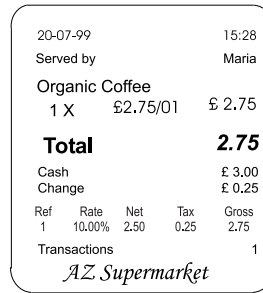 20-07-99 15:28
Served by Maria
Organic Coffee
1 X £2.75/01 £ 2.75
Total 2.75
Cash £ 3.00
Change £ 0.25
Ref Rate Net Tax Gross
1 10.00% 2.50 0.25 2.75
Transactions 1
AZ Supermarket